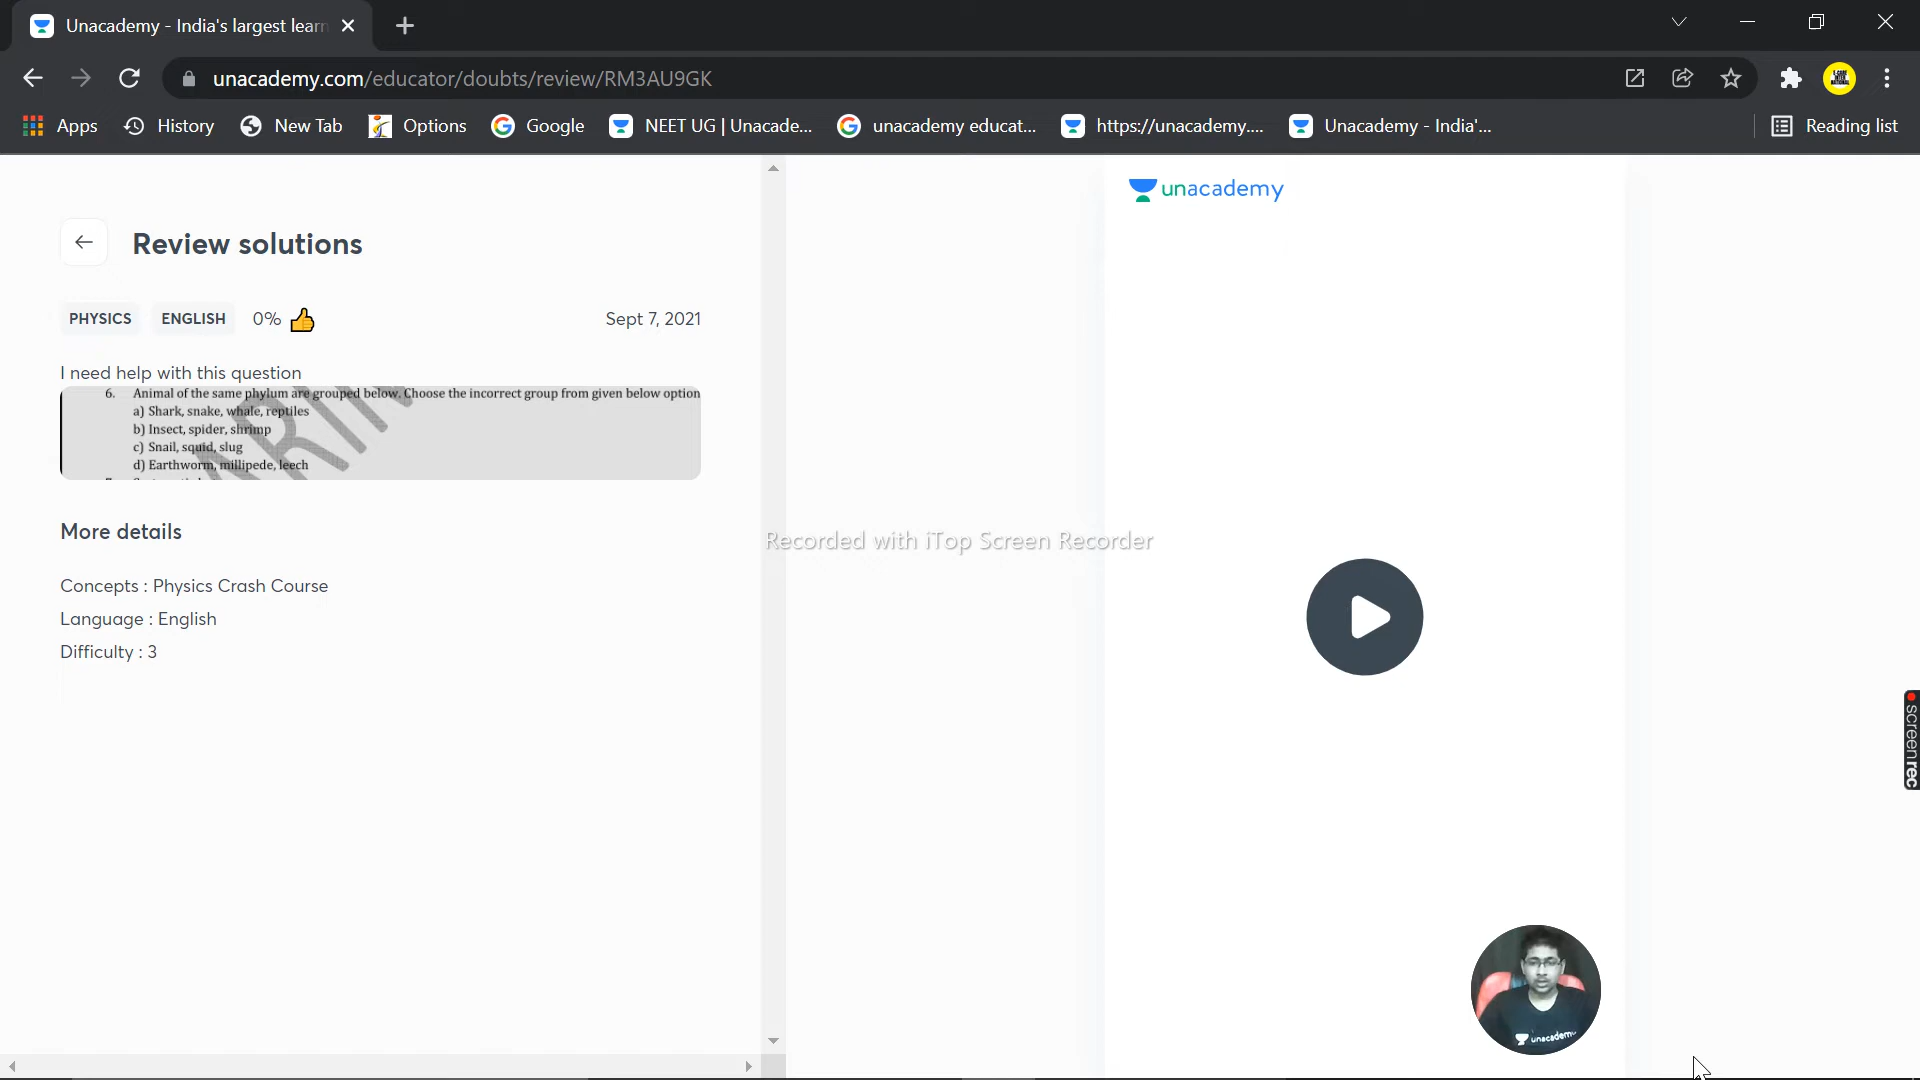 Unacademy - India's largest learn
unacademy.com/educator/doubts/review/RM3AU9GK
Apps
History
New Tab
Options
Google
NEET UG | Unacade...
unacademy educat...
https://unacademy....
Unacademy - India'...
Reading list
Review solutions
PHYSICS
ENGLISH
0%
Sept 7, 2021
I need help with this question
6. Animal of the same phylum are grouped below. Choose the incorrect group from given below option
a) Shark, snake, whale, reptiles
b) Insect, spider, shrimp
c) Snail, squid, slug
d) Earthworm, millipede, leech
More details
Concepts : Physics Crash Course
Language : English
Difficulty : 3
unacademy
Recorded with iTop Screen Recorder
screenrec
unacademy